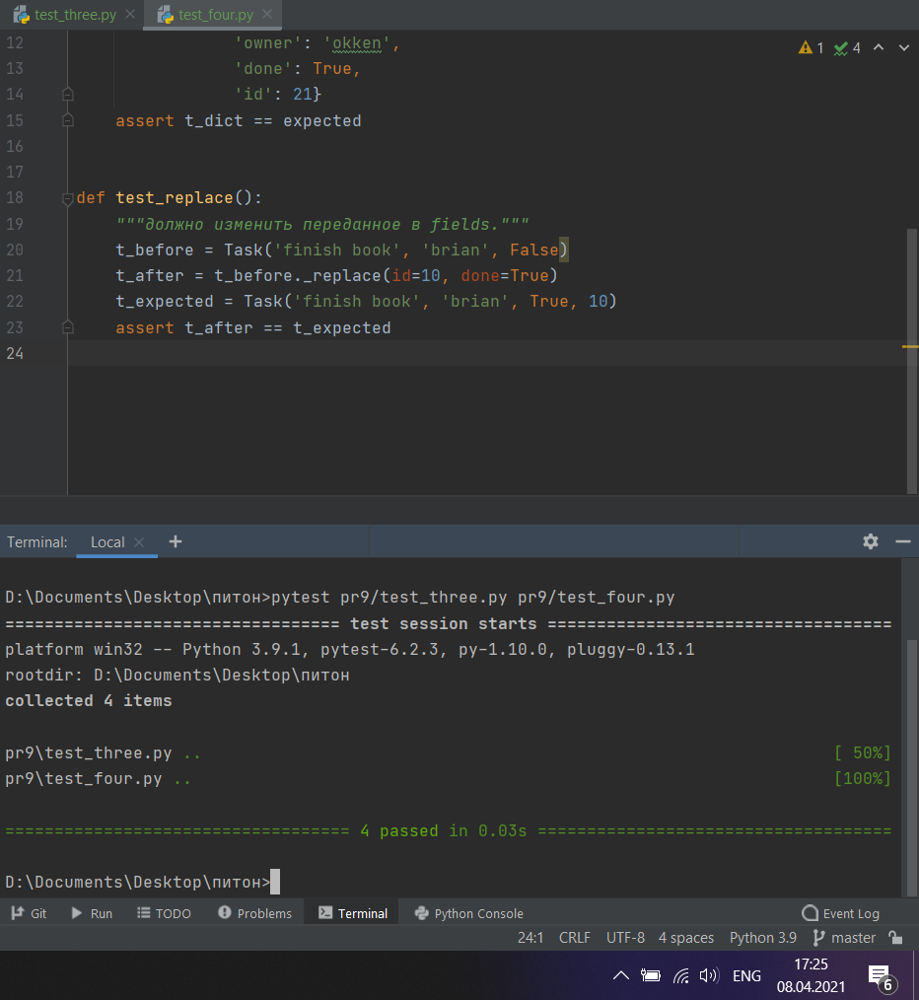 test_three.py
test_four.py
12 'owner': 'okken',
1 4
13 'done': True,
14 'id': 21}
15 assert t_dict == expected
16
17
18 def test_replace():
19 """должно изменить переданное в fields."""
20 t_before = Task('finish book', 'brian', False)
21 t_after = t_before._replace(id=10, done=True)
22 t_expected = Task('finish book', 'brian', True, 10)
23 assert t_after == t_expected
24
Terminal: Local +
D:\Documents\Desktop\питон>pytest pr9/test_three.py pr9/test_four.py
================================== test session starts ===================================
platform win32 -- Python 3.9.1, pytest-6.2.3, py-1.10.0, pluggy-0.13.1
rootdir: D:\Documents\Desktop\питон
collected 4 items
pr9\test_three.py .. [ 50%]
pr9\test_four.py .. [100%]
=================================== 4 passed in 0.03s ====================================
D:\Documents\Desktop\питон>
Git Run TODO Problems Terminal Python Console Event Log
24:1 CRLF UTF-8 4 spaces Python 3.9 master
ENG
17:25
08.04.2021
6